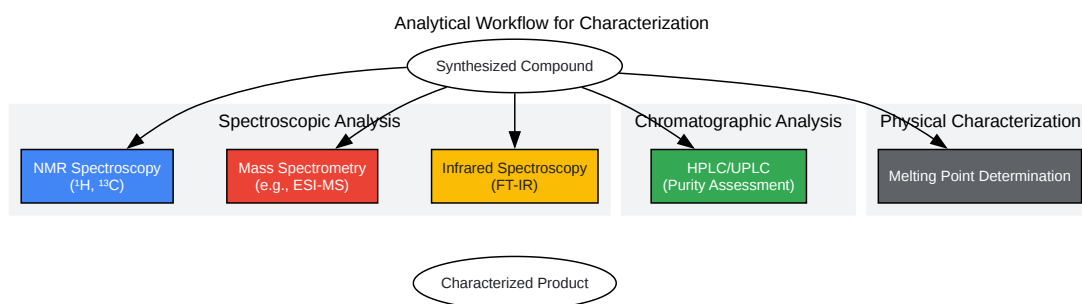 Analytical Workflow for Characterization
Synthesized Compound
Spectroscopic Analysis
Chromatographic Analysis
Physical Characterization
NMR Spectroscopy
(¹H, ¹³C)
Mass Spectrometry
(e.g., ESI-MS)
Infrared Spectroscopy
(FT-IR)
HPLC/UPLC
(Purity Assessment)
Melting Point Determination
Characterized Product